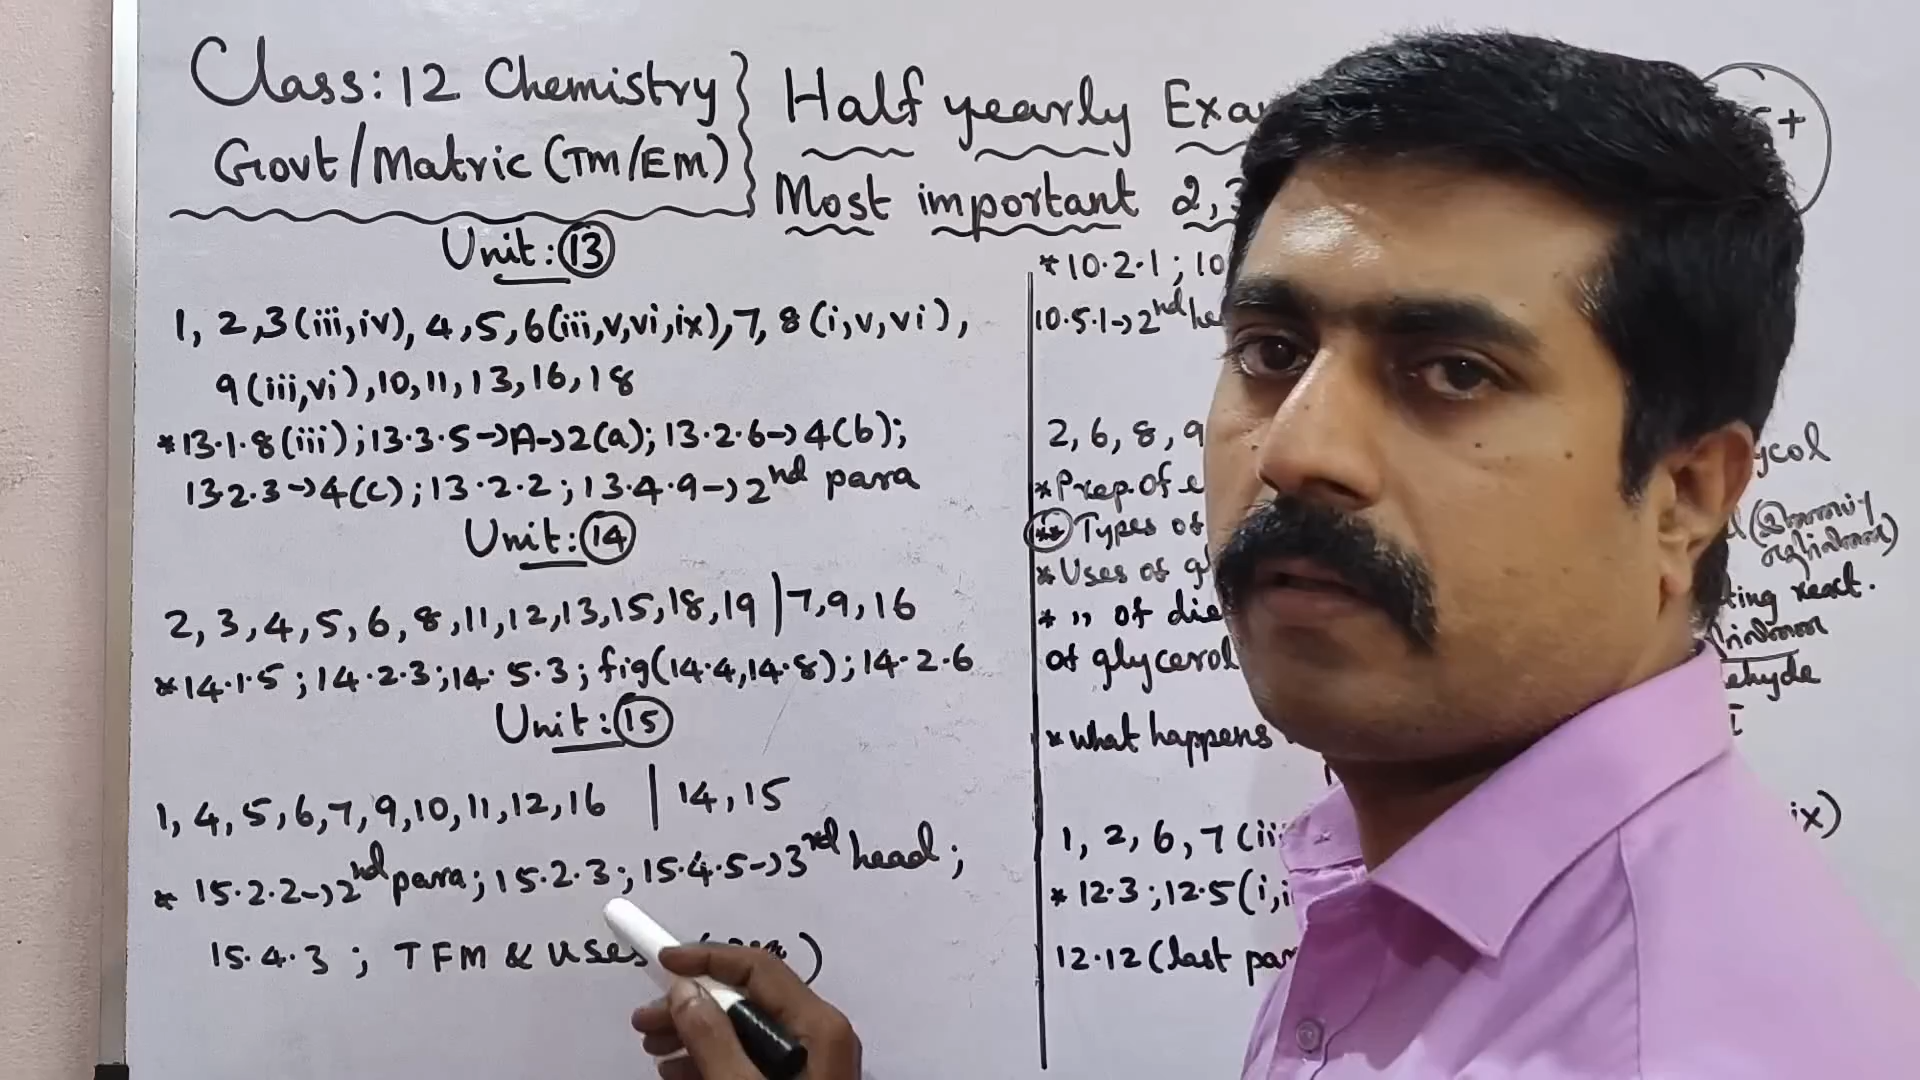 Class: 12 Chemistry
Govt/Matric (TM/EM)
Half yearly
Most important 2,
Unit: 13
1, 2,3(iii,iv), 4,5,6(iii,v,vi,ix),7, 8(i,v,vi),
9(iii,vi),10,11,13,16,18
*13.1.8(iii);13.3.5→A→2(a);13.2.6→4(b);
13.2.3→4(c);13.2.2;13.4.9→2nd para
Unit: 14
2,3,4,5,6,8,11,12,13,15,18,19|7,9,16
*14.1.5;14.2.3;14.5.3;fig(14.4,14.8);14.2.6
Unit: 15
1,4,5,6,7,9,10,11,12,16 | 14,15
* 15.2.2→2nd para;15.2.3;15.4.5→3rd head;
15.4.3; TFM & Uses
*10.2.1;10
10.5.1→2nd
2,6,8,9
ycol
*Prep.of
** Types of
*Uses of
ting react.
* ,, of die
of glycerol
ehyde
*what happens
1,2,6,7(iii
ix)
*12.3;12.5(i,i
12.12(last